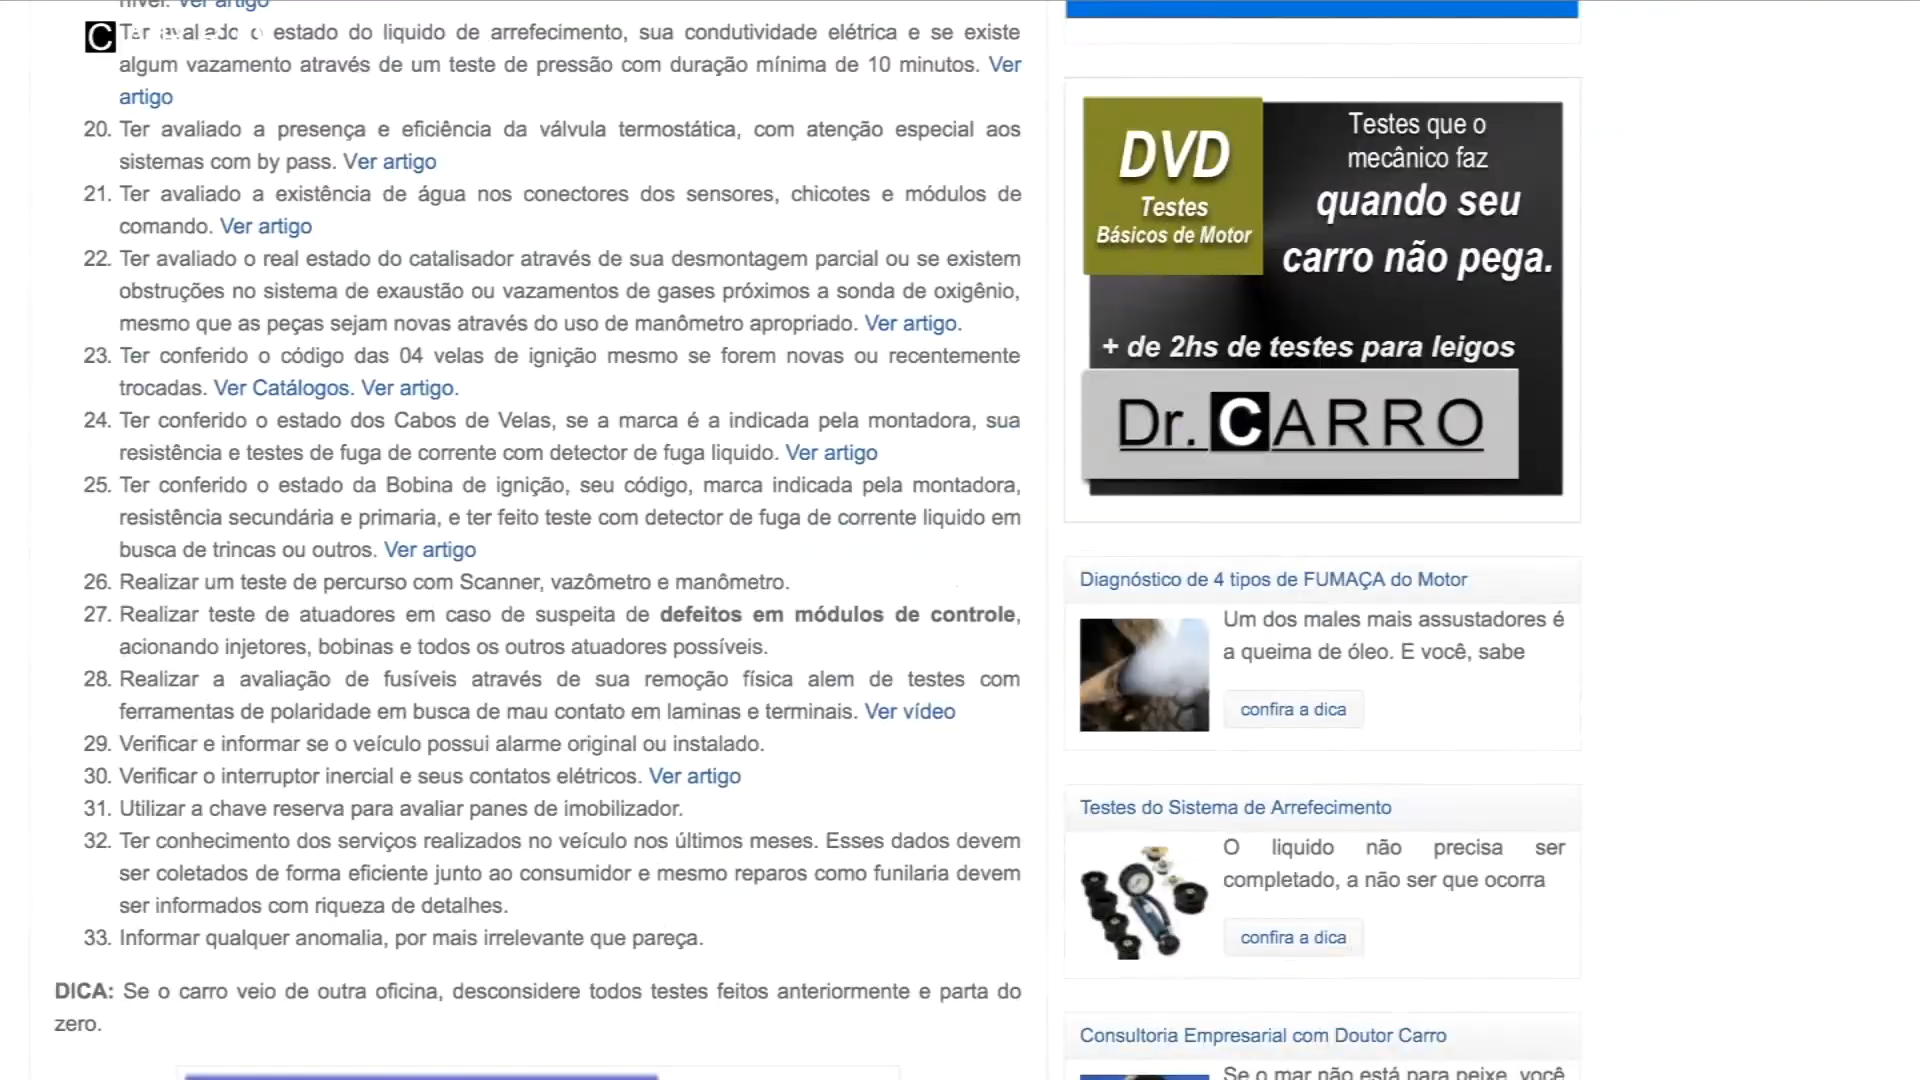 nível. Ver artigo
C
Ter avaliado o estado do liquido de arrefecimento, sua condutividade elétrica e se existe
algum vazamento através de um teste de pressão com duração mínima de 10 minutos. Ver
artigo
20. Ter avaliado a presença e eficiência da válvula termostática, com atenção especial aos
sistemas com by pass. Ver artigo
21. Ter avaliado a existência de água nos conectores dos sensores, chicotes e módulos de
comando. Ver artigo
22. Ter avaliado o real estado do catalisador através de sua desmontagem parcial ou se existem
obstruções no sistema de exaustão ou vazamentos de gases próximos a sonda de oxigênio,
mesmo que as peças sejam novas através do uso de manômetro apropriado. Ver artigo.
23. Ter conferido o código das 04 velas de ignição mesmo se forem novas ou recentemente
trocadas. Ver Catálogos. Ver artigo.
24. Ter conferido o estado dos Cabos de Velas, se a marca é a indicada pela montadora, sua
resistência e testes de fuga de corrente com detector de fuga liquido. Ver artigo
25. Ter conferido o estado da Bobina de ignição, seu código, marca indicada pela montadora,
resistência secundária e primaria, e ter feito teste com detector de fuga de corrente liquido em
busca de trincas ou outros. Ver artigo
26. Realizar um teste de percurso com Scanner, vazômetro e manômetro.
27. Realizar teste de atuadores em caso de suspeita de defeitos em módulos de controle,
acionando injetores, bobinas e todos os outros atuadores possíveis.
28. Realizar a avaliação de fusíveis através de sua remoção física alem de testes com
ferramentas de polaridade em busca de mau contato em laminas e terminais. Ver vídeo
29. Verificar e informar se o veículo possui alarme original ou instalado.
30. Verificar o interruptor inercial e seus contatos elétricos. Ver artigo
31. Utilizar a chave reserva para avaliar panes de imobilizador.
32. Ter conhecimento dos serviços realizados no veículo nos últimos meses. Esses dados devem
ser coletados de forma eficiente junto ao consumidor e mesmo reparos como funilaria devem
ser informados com riqueza de detalhes.
33. Informar qualquer anomalia, por mais irrelevante que pareça.
DICA: Se o carro veio de outra oficina, desconsidere todos testes feitos anteriormente e parta do
zero.
DVD
Testes
Básicos de Motor
Testes que o
mecânico faz
quando seu
carro não pega.
+ de 2hs de testes para leigos
Dr. CARRO
Diagnóstico de 4 tipos de FUMAÇA do Motor
Um dos males mais assustadores é
a queima de óleo. E você, sabe
confira a dica
Testes do Sistema de Arrefecimento
O liquido não precisa ser
completado, a não ser que ocorra
confira a dica
Consultoria Empresarial com Doutor Carro
Se o mar não está para peixe, você